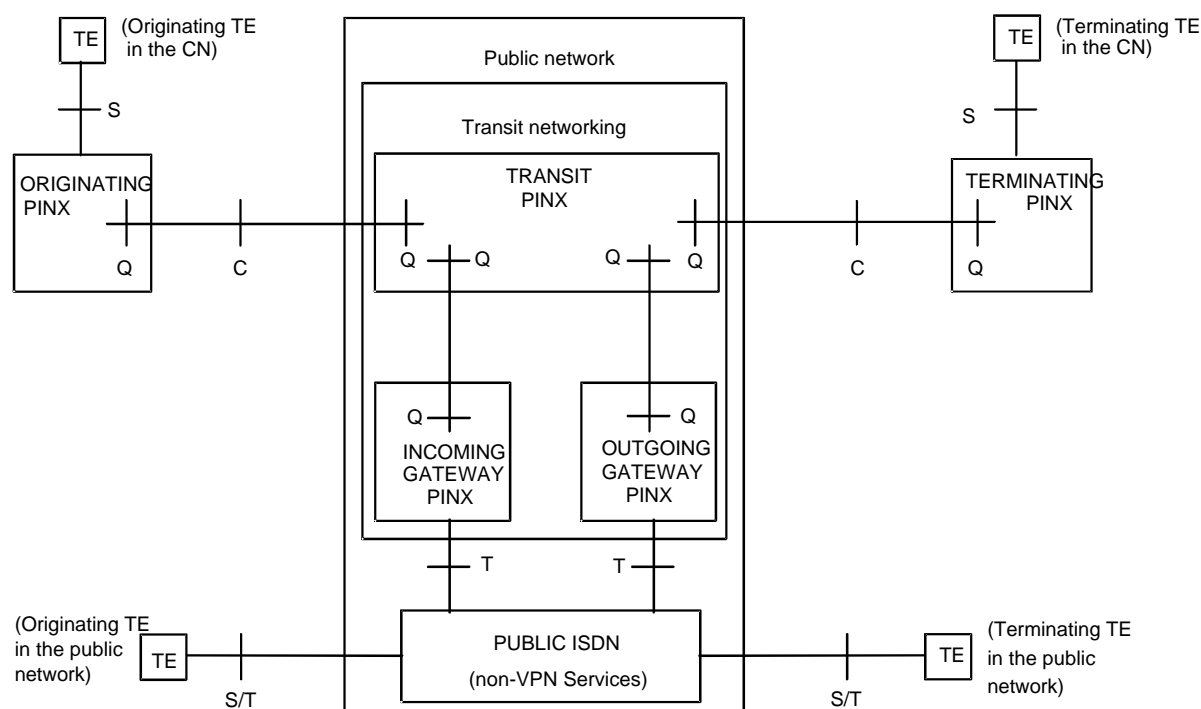 TE
(Originating TE
in the CN)
TE
(Terminating TE
in the CN)
Public network
S
S
Transit networking
ORIGINATING
PINX
TRANSIT
PINX
TERMINATING
PINX
Q
C
Q
Q
Q
Q
C
Q
Q
Q
INCOMING
GATEWAY
PINX
OUTGOING
GATEWAY
PINX
T
T
(Originating TE
in the public
network)
TE
S/T
PUBLIC ISDN
(non-VPN Services)
S/T
TE
(Terminating TE
in the public
network)